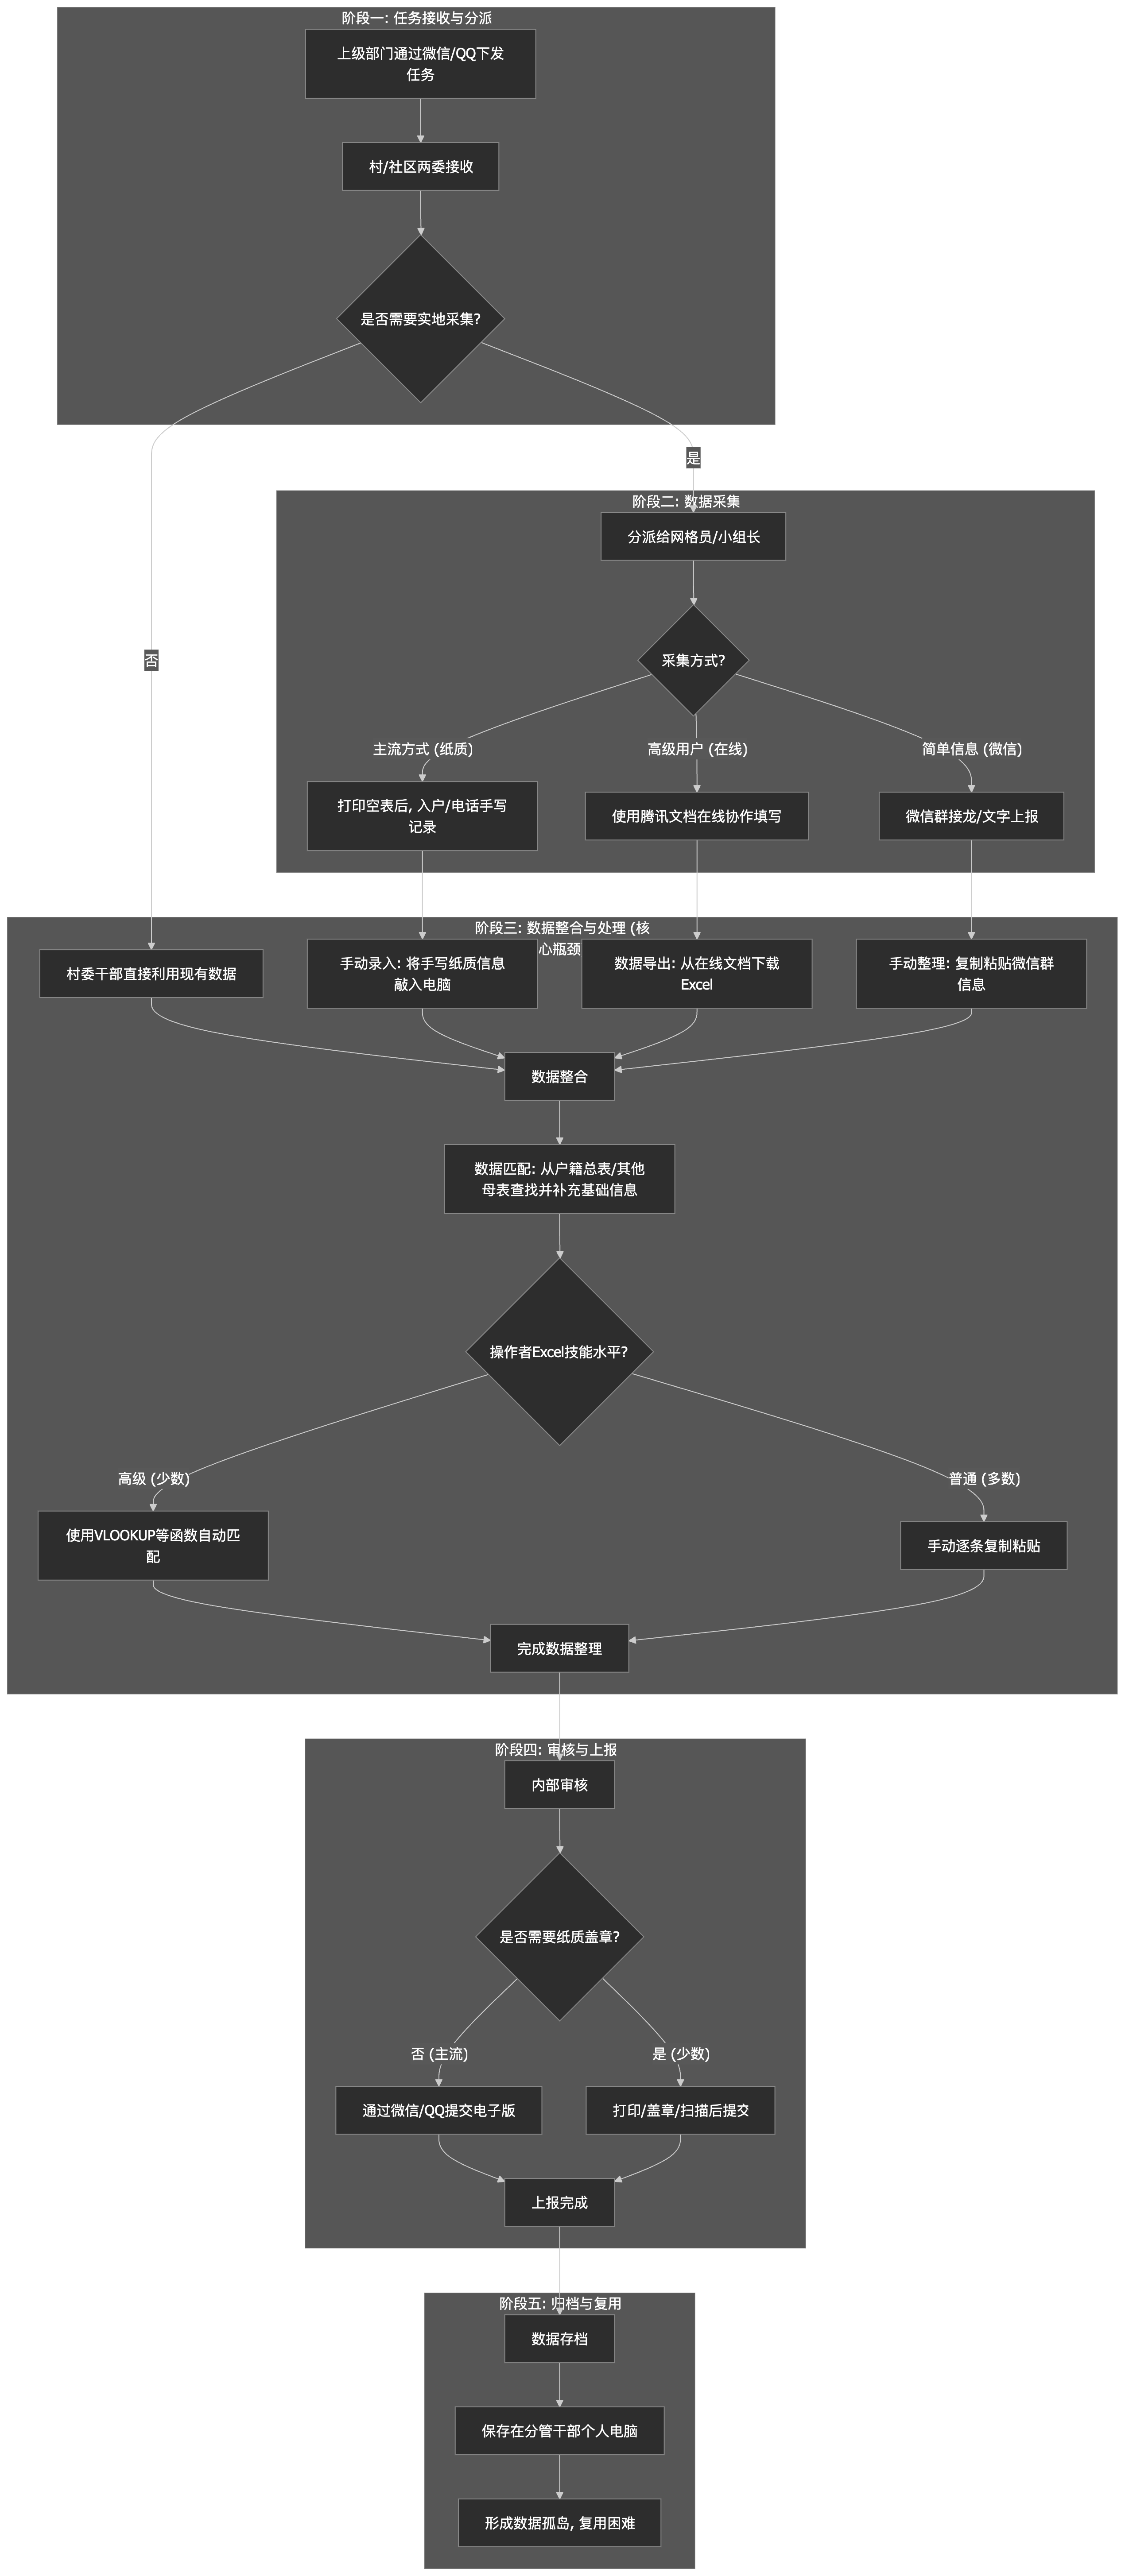 阶段一: 任务接收与分派
上级部门通过微信/QQ下发
任务
村/社区两委接收
是否需要实地采集?
是
否
阶段二: 数据采集
分派给网格员/小组长
采集方式?
主流方式 (纸质)
高级用户 (在线)
简单信息 (微信)
打印空表后, 入户/电话手写
记录
使用腾讯文档在线协作填写
微信群接龙/文字上报
阶段三: 数据整合与处理 (核
心瓶颈
村委干部直接利用现有数据
手动录入: 将手写纸质信息
敲入电脑
数据导出: 从在线文档下载
Excel
手动整理: 复制粘贴微信群
信息
数据整合
数据匹配: 从户籍总表/其他
母表查找并补充基础信息
操作者Excel技能水平?
高级 (少数)
普通 (多数)
使用VLOOKUP等函数自动匹
配
手动逐条复制粘贴
完成数据整理
阶段四: 审核与上报
内部审核
是否需要纸质盖章?
否 (主流)
是 (少数)
通过微信/QQ提交电子版
打印/盖章/扫描后提交
上报完成
阶段五: 归档与复用
数据存档
保存在分管干部个人电脑
形成数据孤岛, 复用困难